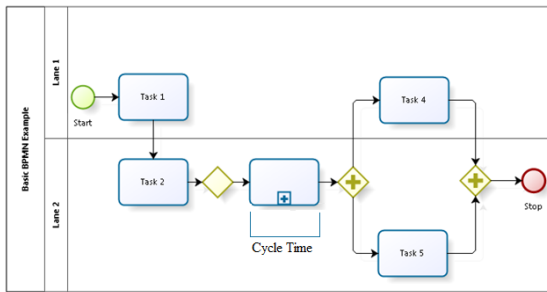 Basic BPMN Example
Lane 1
Start
Task 1
Task 4
Lane 2
Task 2
Cycle Time
Task 5
Stop